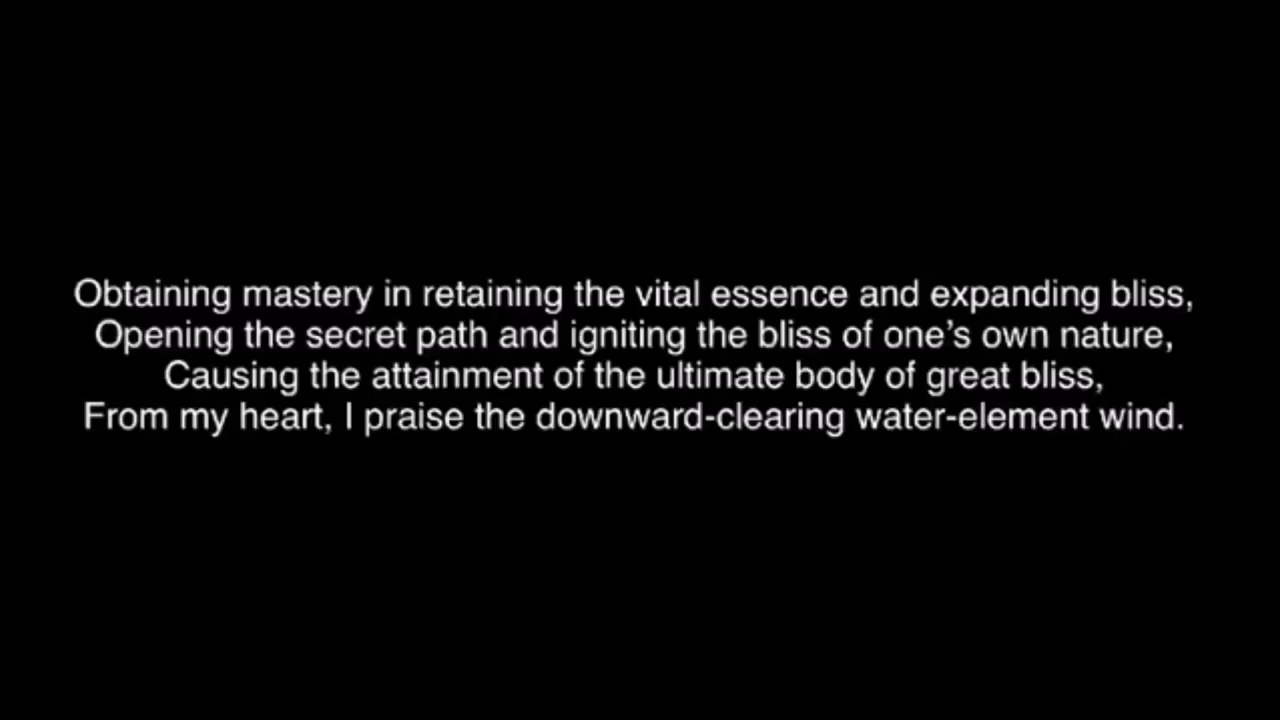 Obtaining mastery in retaining the vital essence and expanding bliss,
Opening the secret path and igniting the bliss of one’s own nature,
Causing the attainment of the ultimate body of great bliss,
From my heart, I praise the downward-clearing water-element wind.